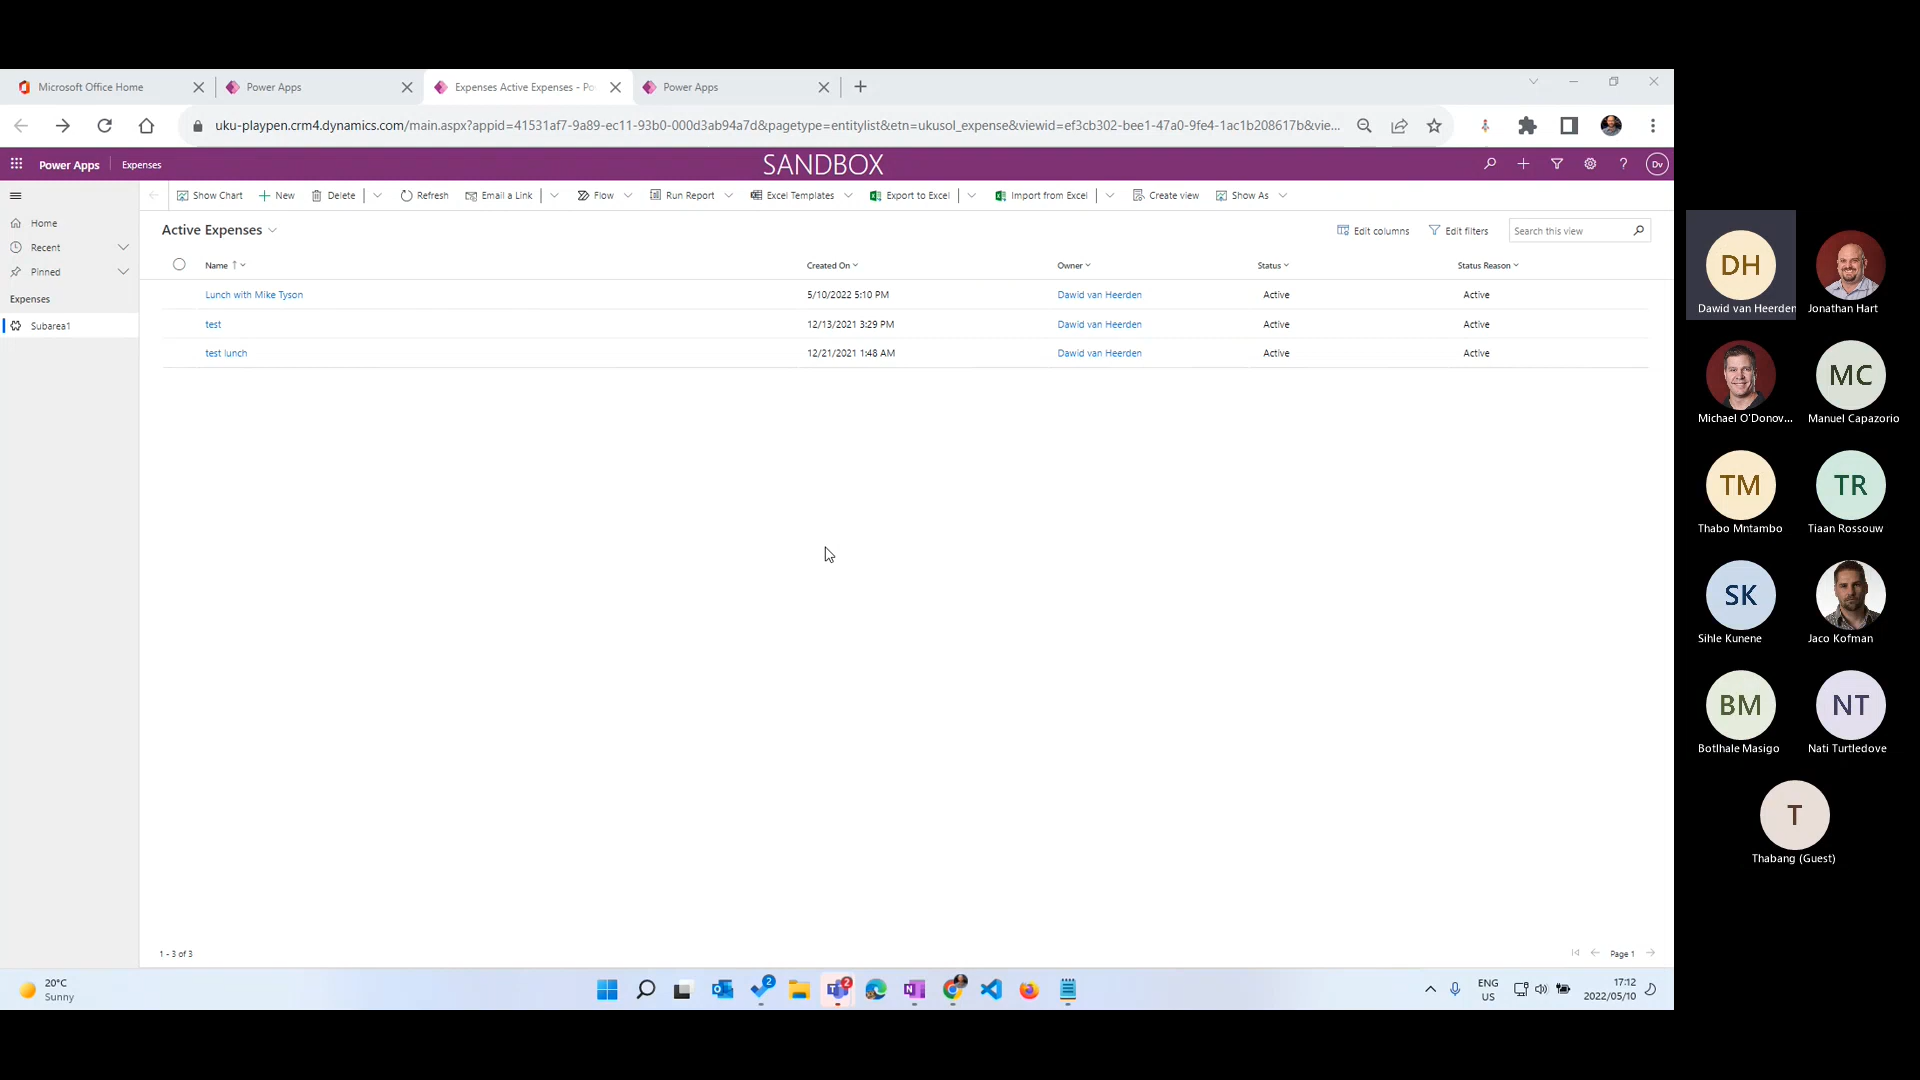 Microsoft Office Home
Power Apps
Expenses Active Expenses - Po
Power Apps
uku-playpen.crm4.dynamics.com/main.aspx?appid=41531af7-9a89-ec11-93b0-000d3ab94a7d&pagetype=entitylist&etn=ukusol_expense&viewid=ef3cb302-bee1-47a0-9fe4-1ac1b208617b&vie...
Power Apps Expenses SANDBOX Dv
Show Chart New Delete Refresh Email a Link Flow Run Report Excel Templates Export to Excel Import from Excel Create view Show As
Home
Recent
Pinned
Expenses
Subarea1
Active Expenses Edit columns Edit filters Search this view
Name ↑ Created On Owner Status Status Reason
Lunch with Mike Tyson 5/10/2022 5:10 PM Dawid van Heerden Active Active
test 12/13/2021 3:29 PM Dawid van Heerden Active Active
test lunch 12/21/2021 1:48 AM Dawid van Heerden Active Active
1 - 3 of 3 Page 1
20°C
Sunny
2
2
ENG
US
17:12
2022/05/10
DH
Dawid van Heerden
Jonathan Hart
Michael O'Donov...
MC
Manuel Capazorio
TM
Thabo Mntambo
TR
Tiaan Rossouw
SK
Sihle Kunene
Jaco Kofman
BM
Botlhale Masigo
NT
Nati Turtledove
T
Thabang (Guest)